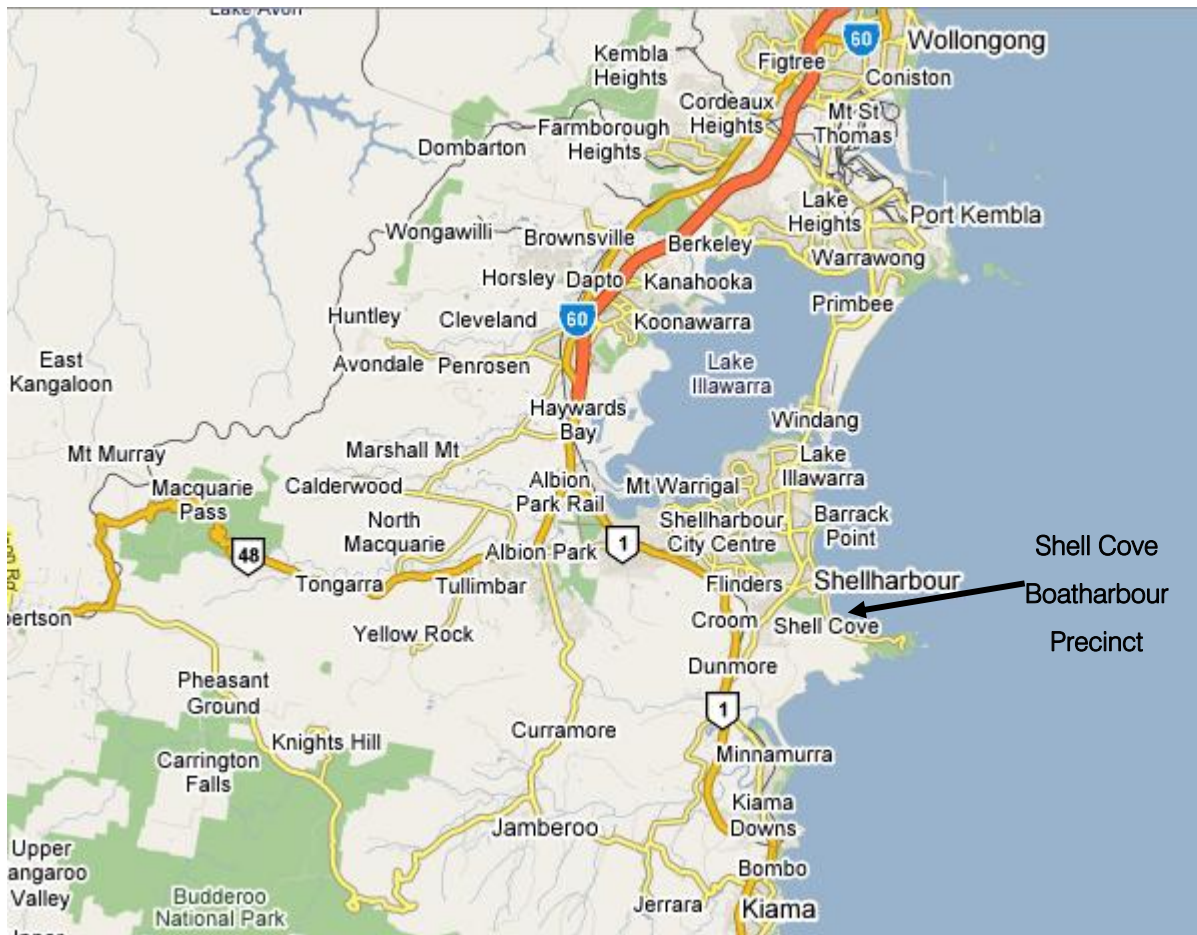 Lake Avon
60
Wollongong
Kembla
Heights
Figtree
Coniston
Cordeaux
Heights
Mt St
Thomas
Farmborough
Heights
Dombarton
Lake
Heights
Port Kembla
Wongawilli
Brownsville
Berkeley
Warrawong
Horsley
Dapto
Kanahooka
Primbee
Huntley
Cleveland
60
Koonawarra
East
Kangaloon
Avondale
Penrosen
Lake
Illawarra
Haywards
Bay
Windang
Mt Murray
Marshall Mt
Lake
Illawarra
Macquarie
Pass
Calderwood
Albion
Park Rail
Mt Warrigal
North
Macquarie
Shellharbour
City Centre
Barrack
Point
48
Albion Park
1
Shell Cove
Boatharbour
Precinct
Tongarra
Tullimbar
Flinders
Shellharbour
bertson
Yellow Rock
Croom
Shell Cove
Dunmore
Pheasant
Ground
1
Knights Hill
Curramore
Carrington
Falls
Minnamurra
Kiama
Downs
Jamberoo
Upper
angaroo
Valley
Bombo
Budderoo
National Park
Jerrara
Kiama